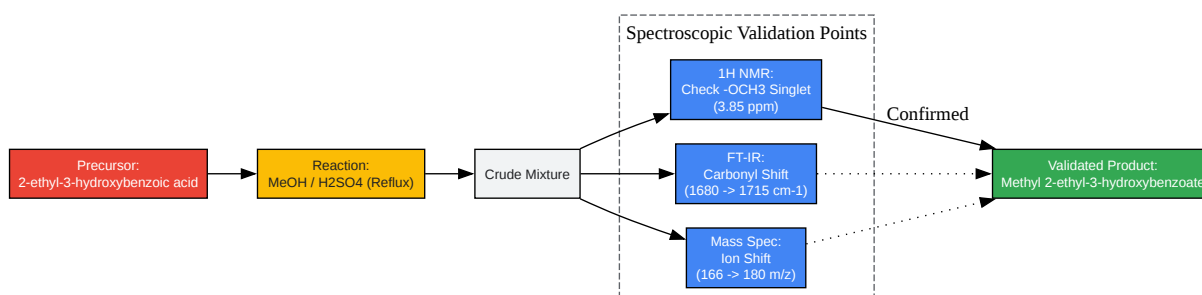 Spectroscopic Validation Points
Precursor:
2-ethyl-3-hydroxybenzoic acid
Reaction:
MeOH / H2SO4 (Reflux)
Crude Mixture
1H NMR:
Check -OCH3 Singlet
(3.85 ppm)
FT-IR:
Carbonyl Shift
(1680 -> 1715 cm-1)
Mass Spec:
Ion Shift
(166 -> 180 m/z)
Confirmed
Validated Product:
Methyl 2-ethyl-3-hydroxybenzoate